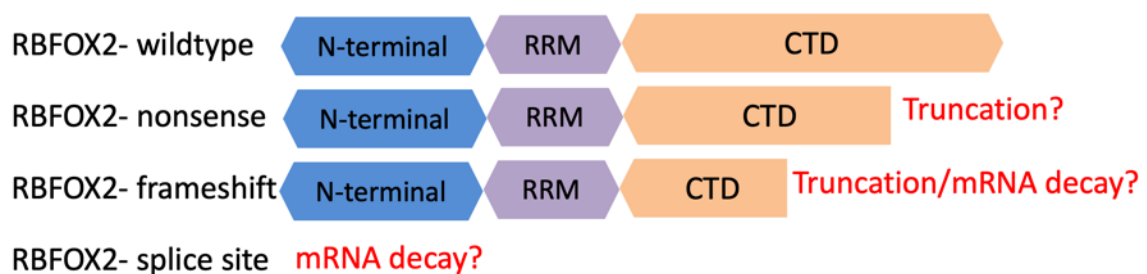 RBFOX2- wildtype N-terminal RRM CTD
RBFOX2- nonsense N-terminal RRM CTD Truncation?
RBFOX2- frameshift N-terminal RRM CTD Truncation/mRNA decay?
RBFOX2- splice site mRNA decay?